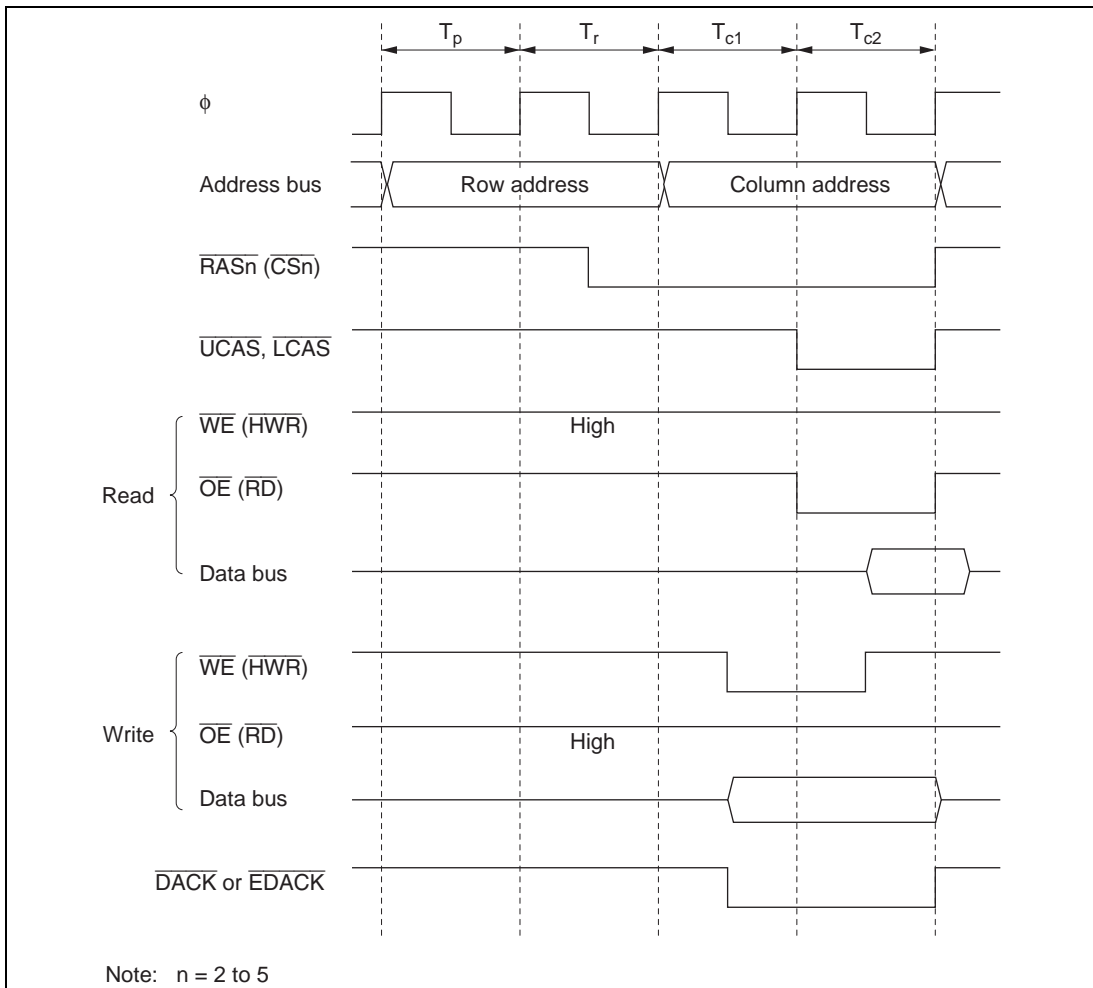 Tp Tr Tc1 Tc2
ϕ
Address bus Row address Column address
RASn (CSn)
UCAS, LCAS
WE (HWR) High
Read OE (RD)
Data bus
WE (HWR)
Write OE (RD) High
Data bus
DACK or EDACK
Note: n = 2 to 5